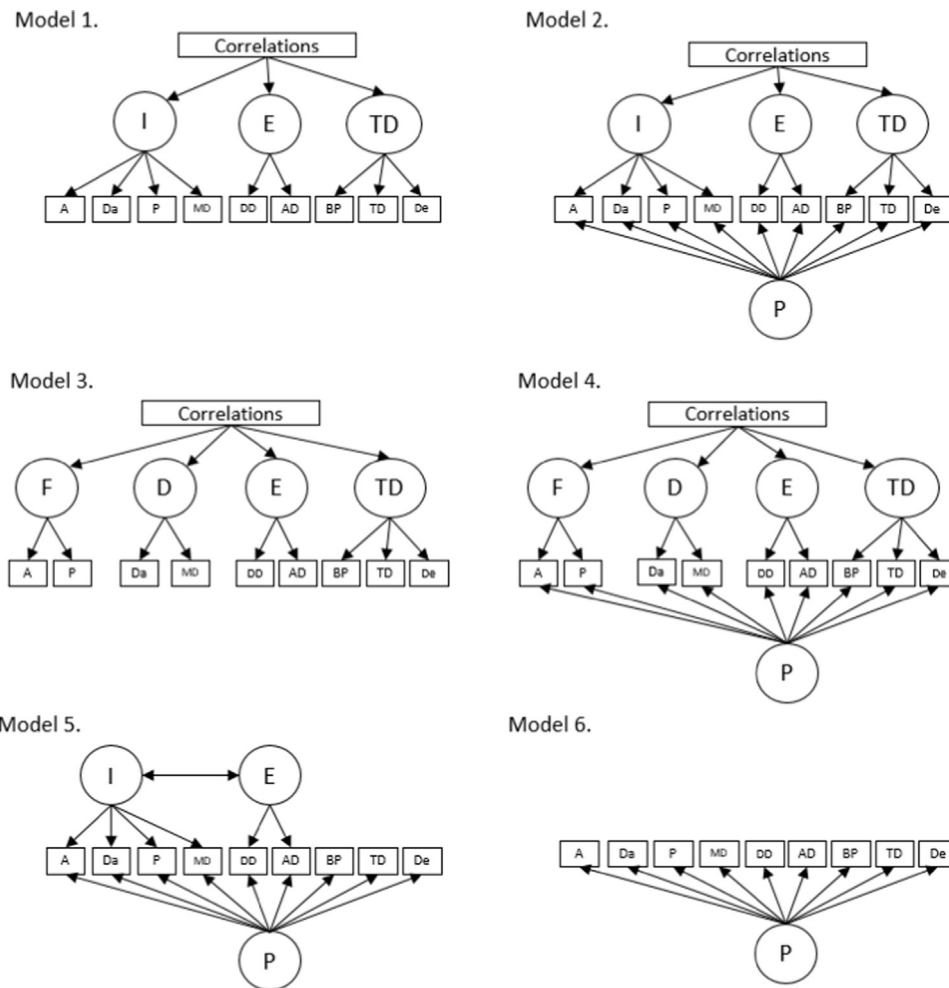 Model 1.
Correlations
I E TD
A Da P MD DD AD BP TD De
Model 2.
Correlations
I E TD
A Da P MD DD AD BP TD De
P
Model 3.
Correlations
F D E TD
A P Da MD DD AD BP TD De
Model 4.
Correlations
F D E TD
A P Da MD DD AD BP TD De
P
Model 5.
I E
A Da P MD DD AD BP TD De
P
Model 6.
A Da P MD DD AD BP TD De
P